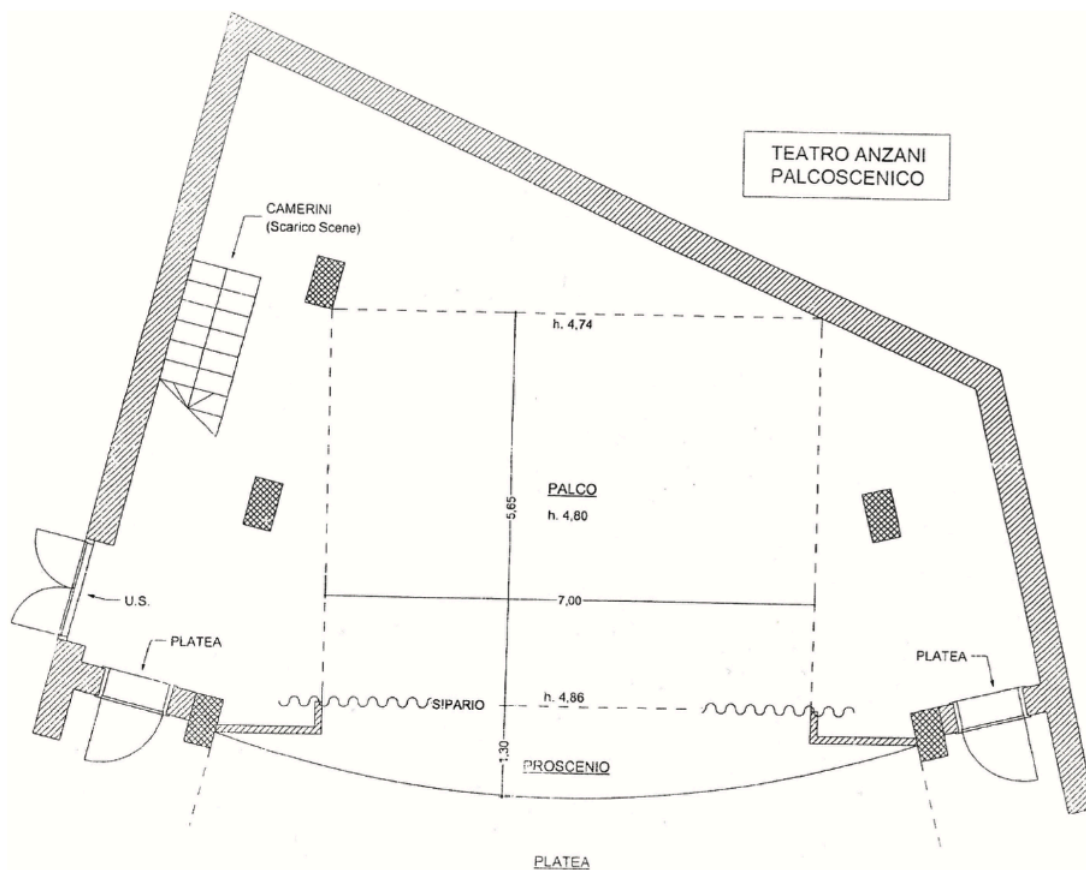 TEATRO ANZANI
PALCOSCENICO
CAMERINI
(Scarico Scene)
h. 4,74
5,65
PALCO
h. 4,80
7,00
U.S.
PLATEA
PLATEA
SIPARIO
h. 4,86
1,30
PROSCENIO
PLATEA